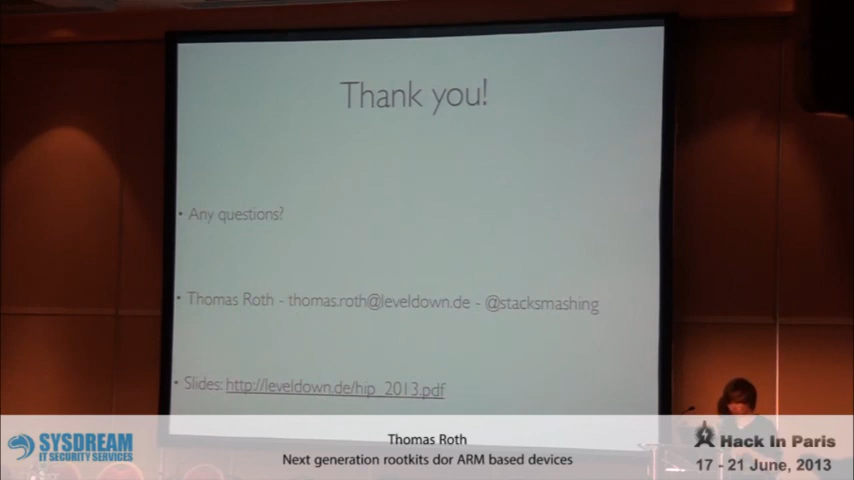 Thank you!
• Any questions?
• Thomas Roth - thomas.roth@leveldown.de - @stacksmashing
• Slides: http://leveldown.de/hip_2013.pdf
SYSDREAM
IT SECURITY SERVICES
Thomas Roth
Next generation rootkits dor ARM based devices
Hack In Paris
17 - 21 June, 2013